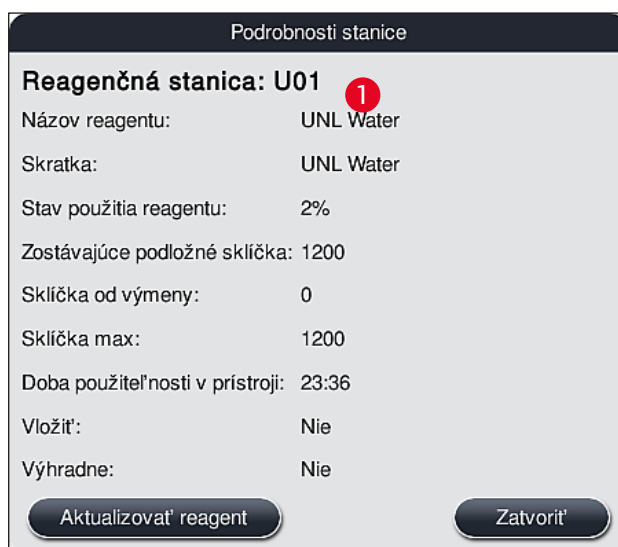 Podrobnosti stanice
Reagenčná stanica: U01
1
Názov reagentu: UNL Water
Skratka: UNL Water
Stav použitia reagentu: 2%
Zostávajúce podložné sklíčka: 1200
Sklíčka od výmeny: 0
Sklíčka max: 1200
Doba použiteľnosti v prístroji: 23:36
Vložiť: Nie
Výhradne: Nie
Aktualizovať reagent Zatvoriť